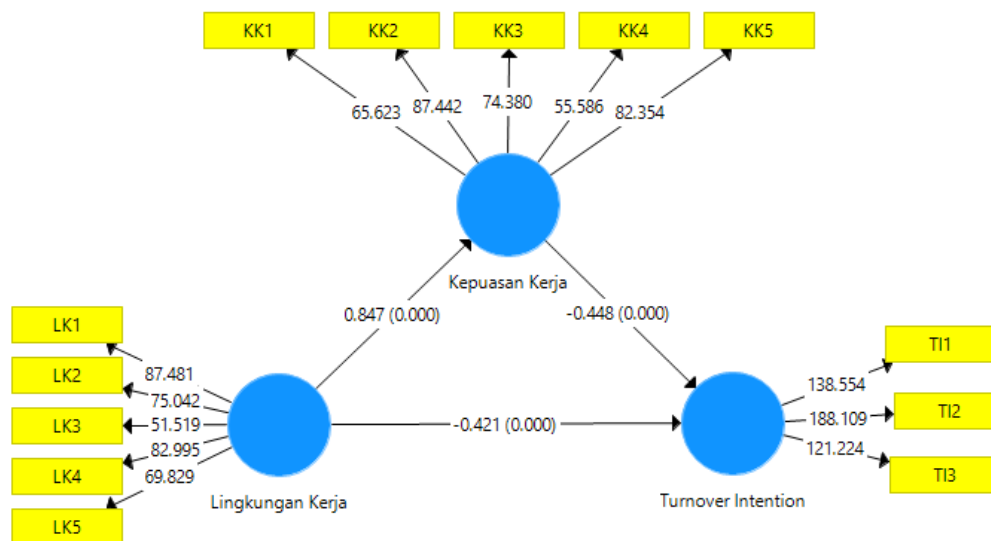 KK1 KK2 KK3 KK4 KK5
65.623 87.442 74.380 55.586 82.354
Kepuasan Kerja
0.847 (0.000)
-0.448 (0.000)
LK1
LK2
LK3
LK4
LK5
87.481
75.042
51.519
82.995
69.829
Lingkungan Kerja
-0.421 (0.000)
138.554
188.109
121.224
TI1
TI2
TI3
Turnover Intention